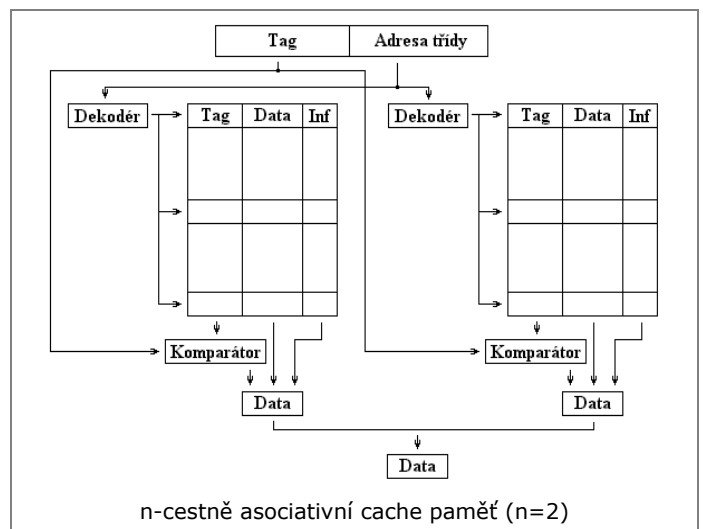 Tag Adresa třídy
Dekodér Tag Data Inf Dekodér Tag Data Inf
Komparátor Komparátor
Data Data
Data
n-cestně asociativní cache paměť (n=2)